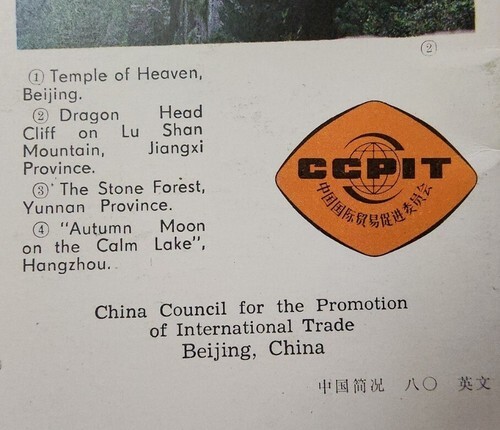 ②
① Temple of Heaven,
Beijing.
② Dragon Head
Cliff on Lu Shan
Mountain, Jiangxi
Province.
③ The Stone Forest,
Yunnan Province.
④ "Autumn Moon
on the Calm Lake",
Hangzhou.
CCPIT
中国国际贸易促进委员会
China Council for the Promotion
of International Trade
Beijing, China
中国简况 八〇 英文